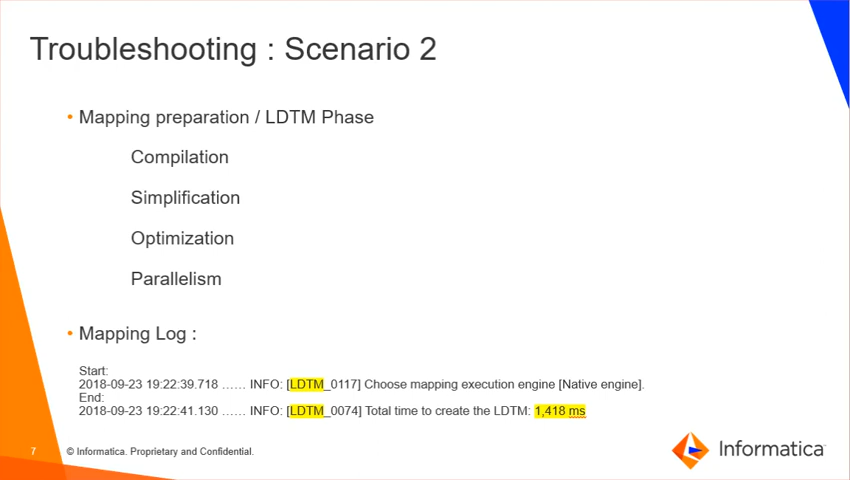 Troubleshooting : Scenario 2
• Mapping preparation / LDTM Phase
Compilation
Simplification
Optimization
Parallelism
• Mapping Log :
Start:
2018-09-23 19:22:39.718 …… INFO: [LDTM_0117] Choose mapping execution engine [Native engine].
End:
2018-09-23 19:22:41.130 …… INFO: [LDTM_0074] Total time to create the LDTM: 1,418 ms
7 © Informatica. Proprietary and Confidential.
Informatica